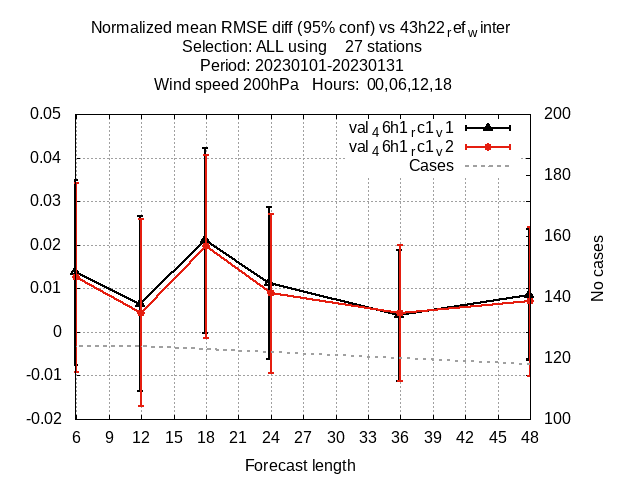 Normalized mean RMSE diff (95% conf) vs 43h22refwinter
Selection: ALL using 27 stations
Period: 20230101-20230131
Wind speed 200hPa Hours: 00,06,12,18
val46h1rc1v1
val46h1rc1v2
Cases
0.05
0.04
0.03
0.02
0.01
0
-0.01
-0.02
200
180
160
140
120
100
No cases
6 9 12 15 18 21 24 27 30 33 36 39 42 45 48
Forecast length